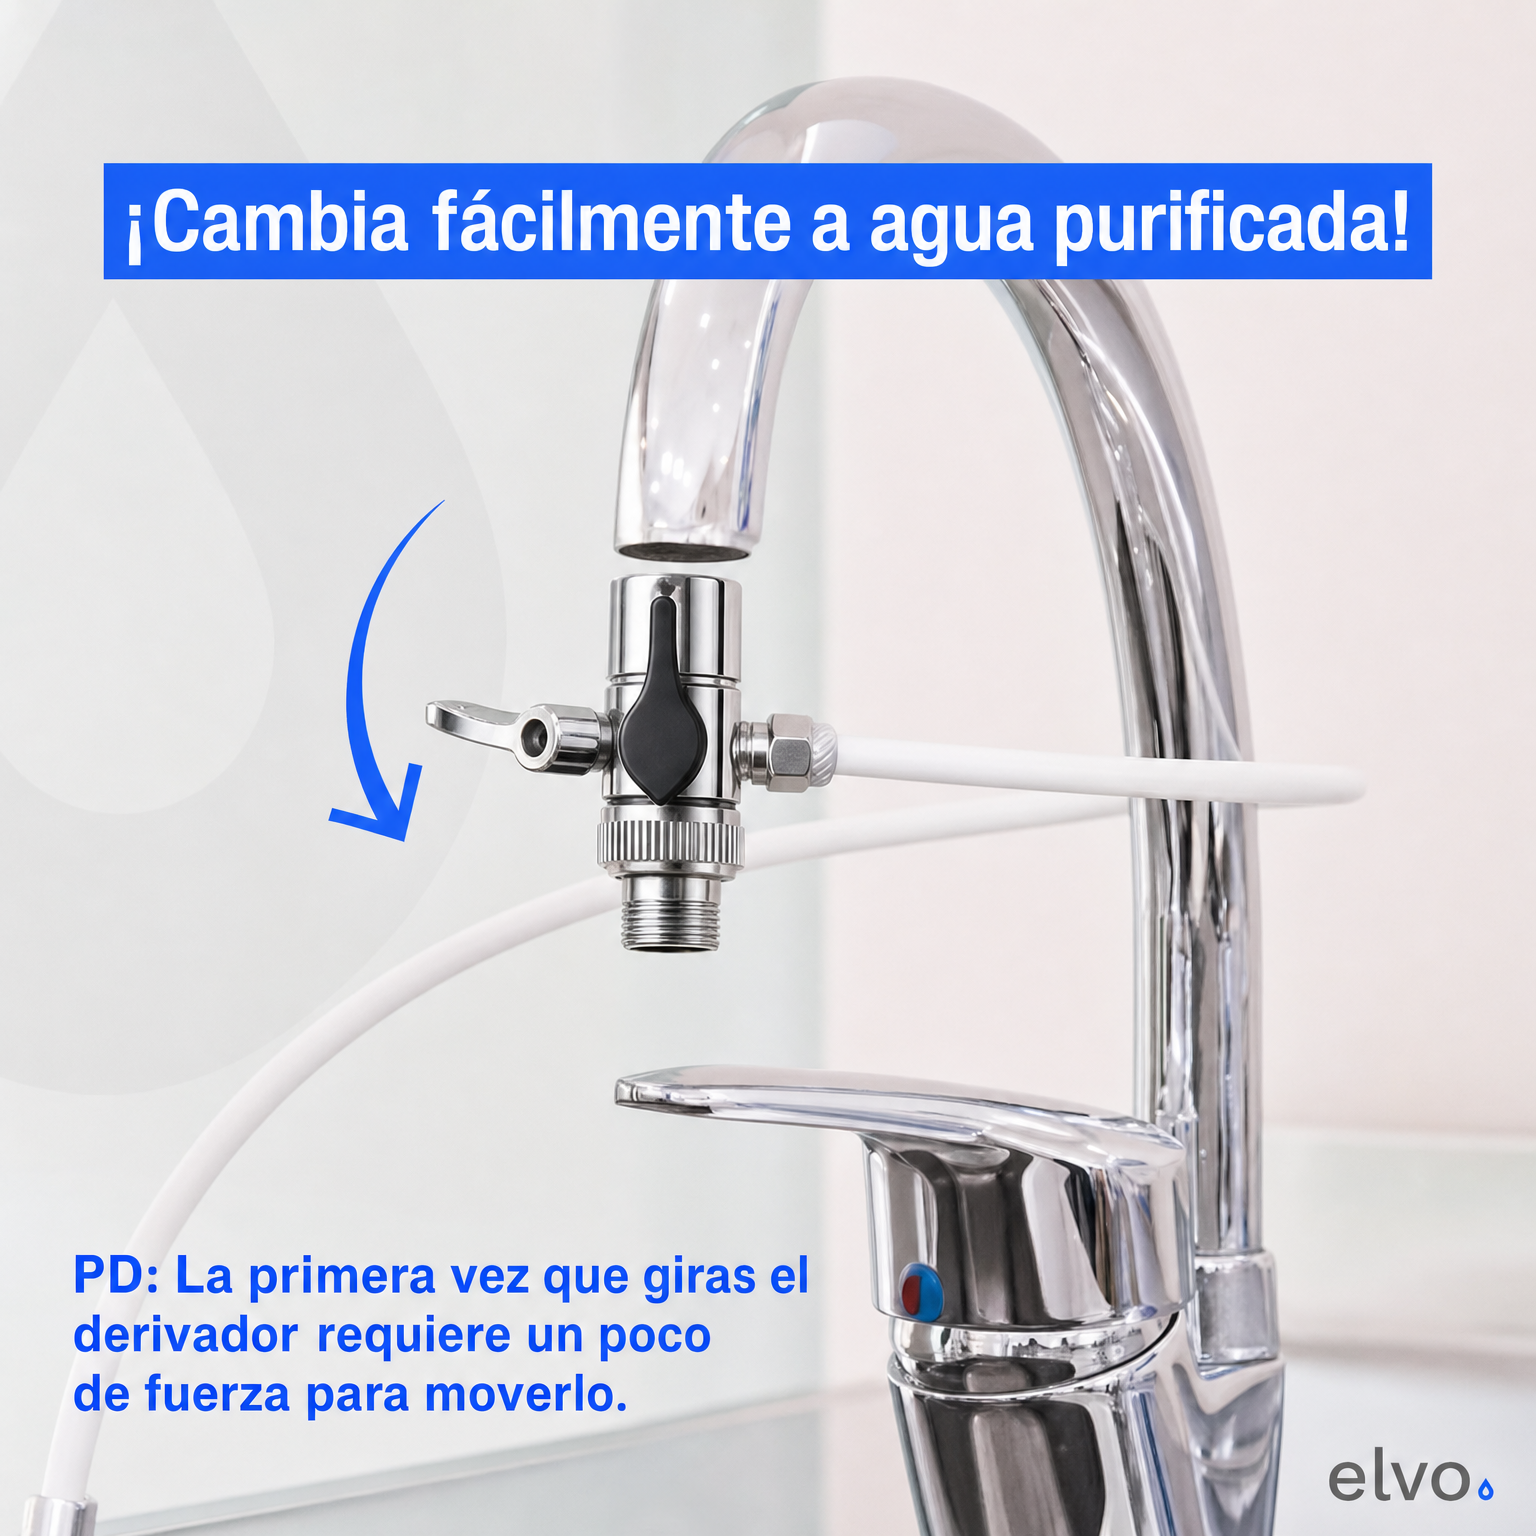 ¡Cambia fácilmente a agua purificada!
PD: La primera vez que giras el
derivador requiere un poco
de fuerza para moverlo.
elvo